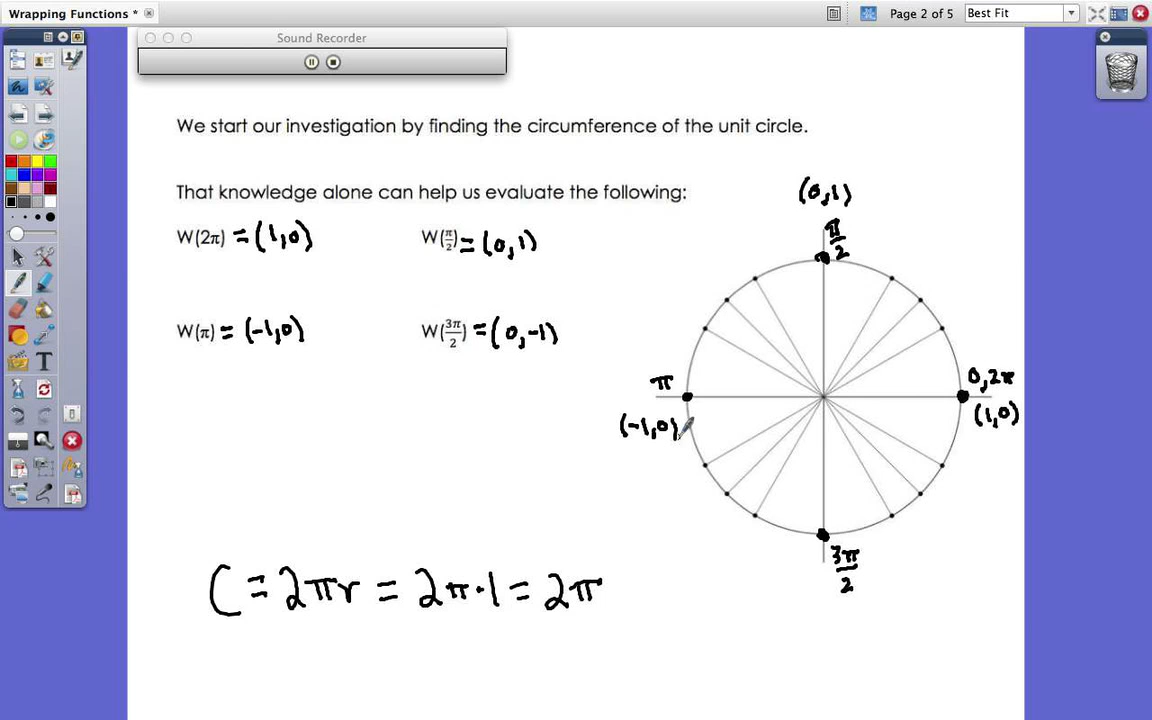 Wrapping Functions *
Page 2 of 5
Best Fit
Sound Recorder
We start our investigation by finding the circumference of the unit circle.
That knowledge alone can help us evaluate the following:
(0,1)
W(2π) = (1,0)
W(π/2) = (0,1)
π/2
W(π) = (-1,0)
W(3π/2) = (0,-1)
π
0,2π
(-1,0)
(1,0)
3π/2
C = 2πr = 2π·1 = 2π
T